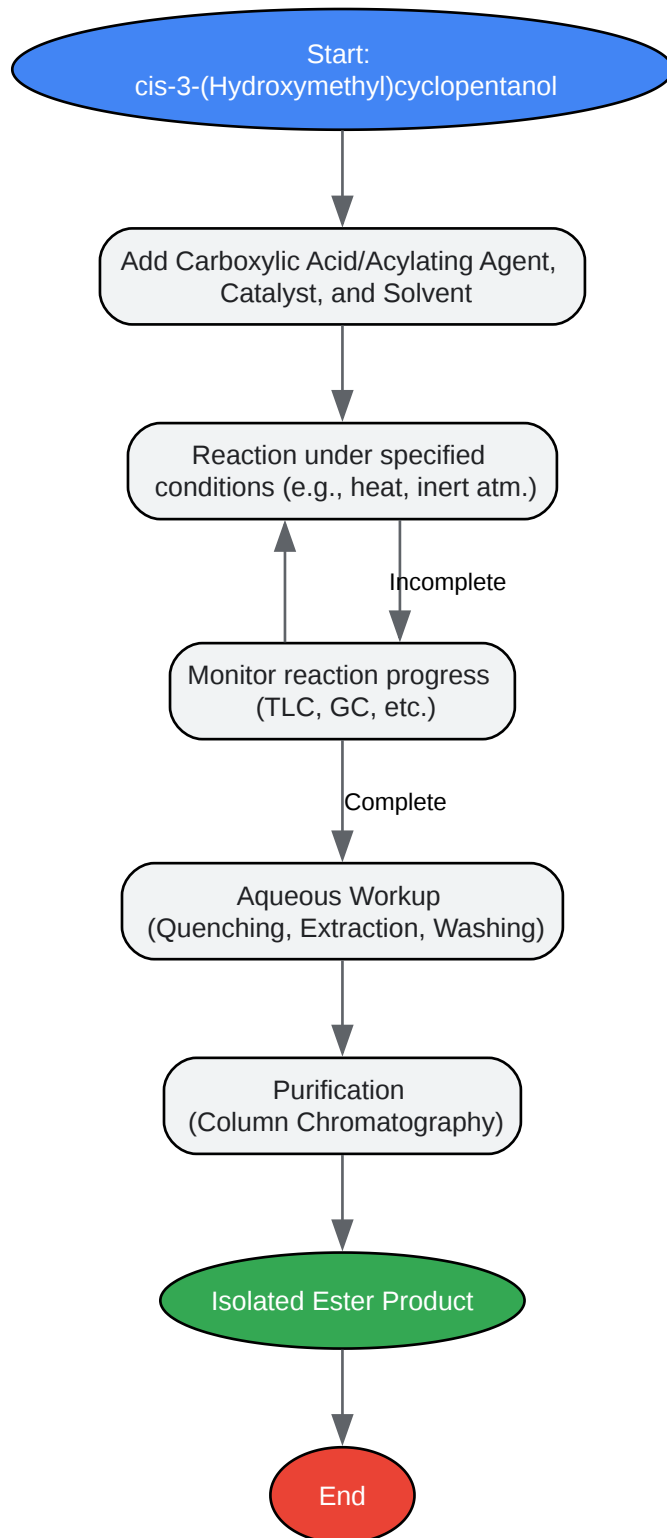 Start:
cis-3-(Hydroxymethyl)cyclopentanol
Add Carboxylic Acid/Acylating Agent,
Catalyst, and Solvent
Reaction under specified
conditions (e.g., heat, inert atm.)
Incomplete
Monitor reaction progress
(TLC, GC, etc.)
Complete
Aqueous Workup
(Quenching, Extraction, Washing)
Purification
(Column Chromatography)
Isolated Ester Product
End